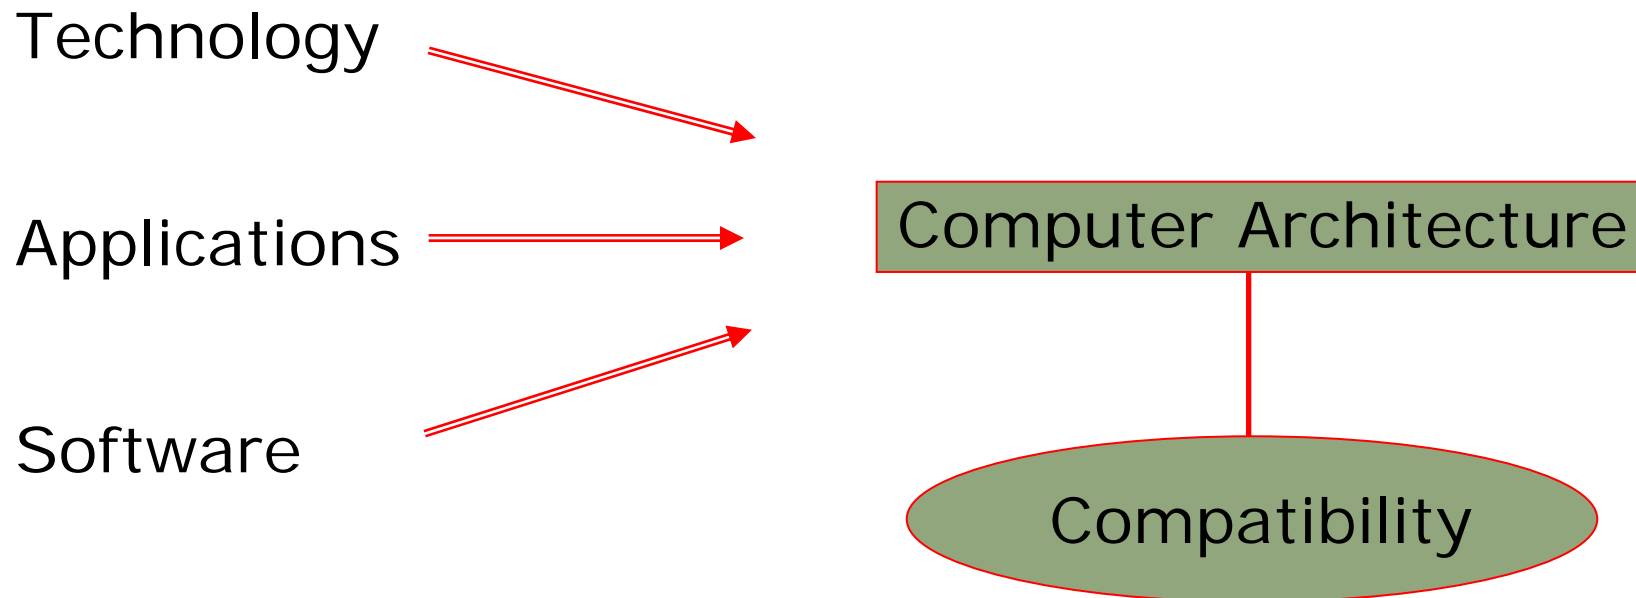 Technology
Applications
Software
Computer Architecture
Compatibility